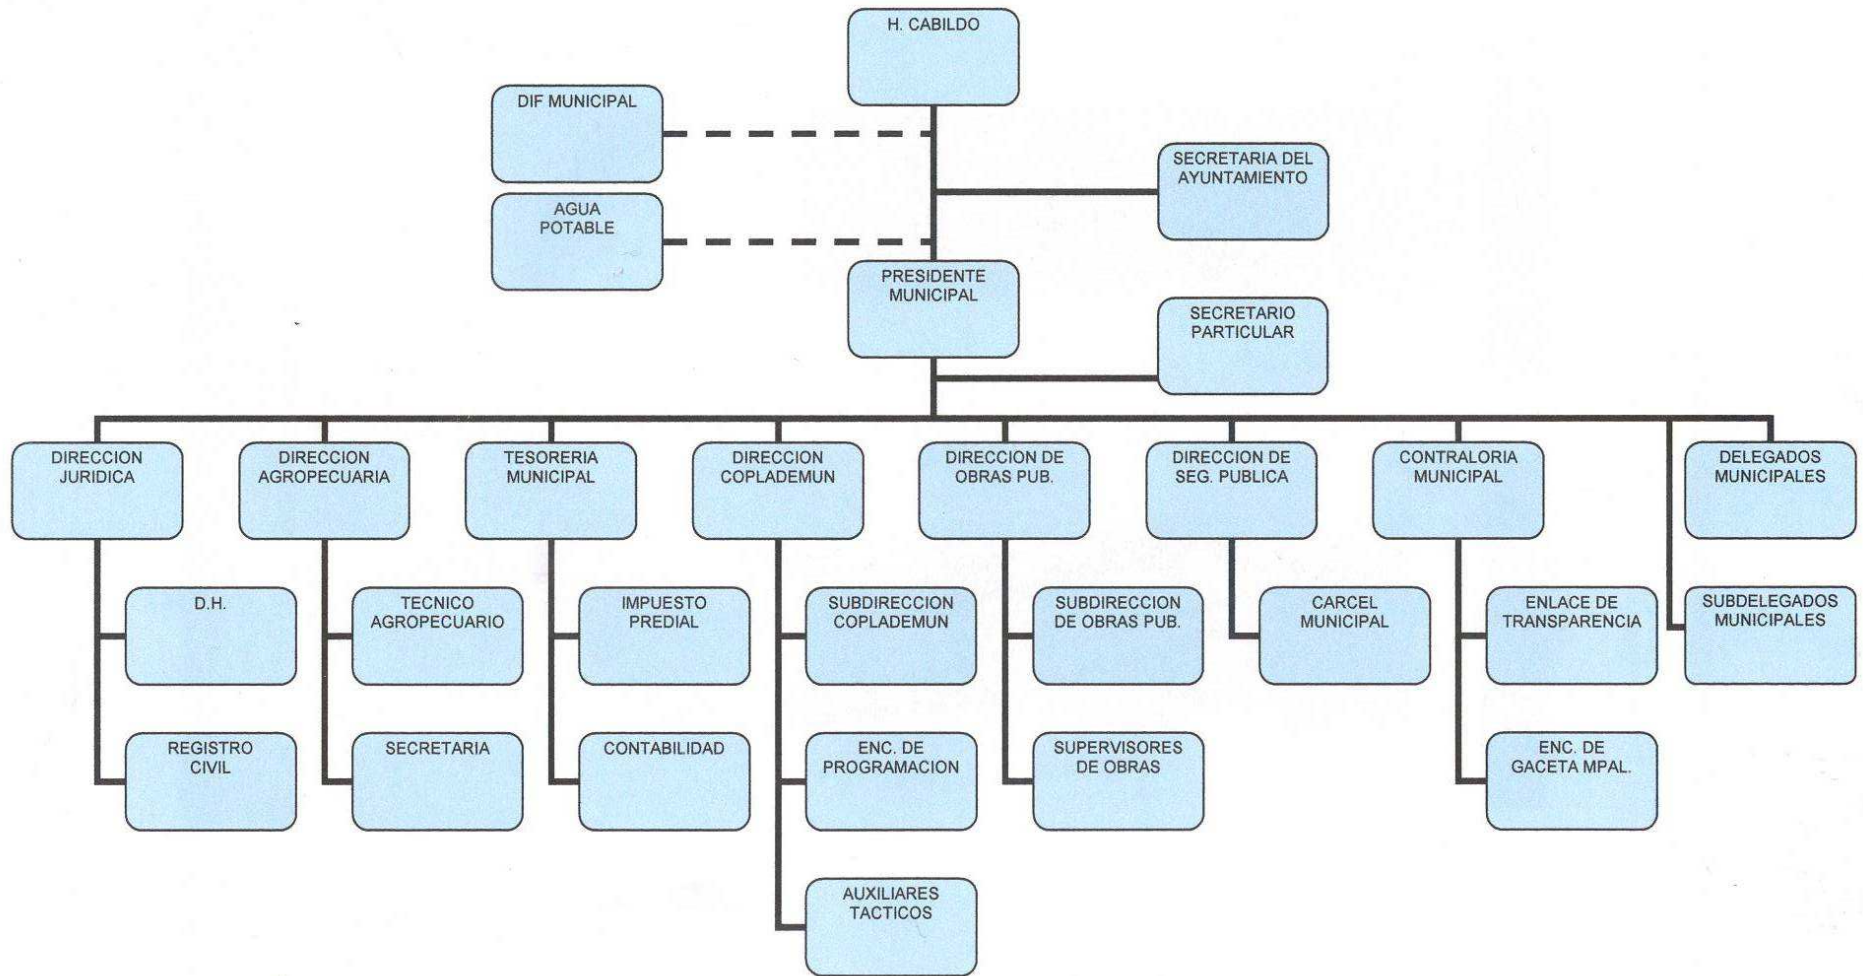 H. CABILDO
DIF MUNICIPAL
SECRETARIA DEL
AYUNTAMIENTO
AGUA
POTABLE
PRESIDENTE
MUNICIPAL
SECRETARIO
PARTICULAR
DIRECCION
JURIDICA
DIRECCION
AGROPECUARIA
TESORERIA
MUNICIPAL
DIRECCION
COPLADEMUN
DIRECCION DE
OBRAS PUB.
DIRECCION DE
SEG. PUBLICA
CONTRALORIA
MUNICIPAL
DELEGADOS
MUNICIPALES
D.H.
TECNICO
AGROPECUARIO
IMPUESTO
PREDIAL
SUBDIRECCION
COPLADEMUN
SUBDIRECCION
DE OBRAS PUB.
CARCEL
MUNICIPAL
ENLACE DE
TRANSPARENCIA
SUBDELEGADOS
MUNICIPALES
REGISTRO
CIVIL
SECRETARIA
CONTABILIDAD
ENC. DE
PROGRAMACION
SUPERVISORES
DE OBRAS
ENC. DE
GACETA MPAL.
AUXILIARES
TACTICOS